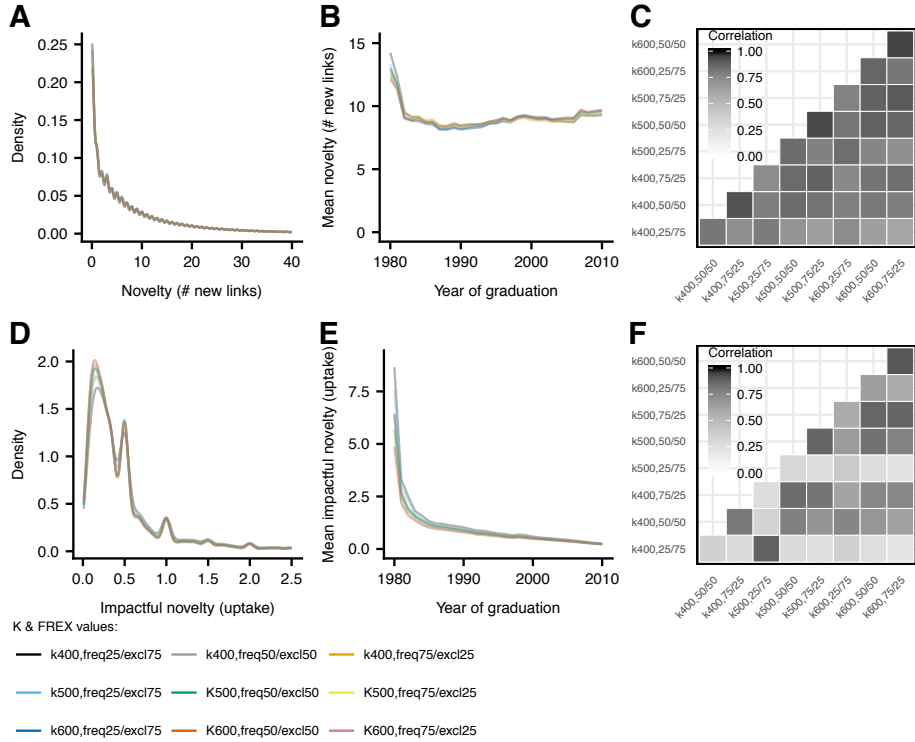 A
Density
0.25
0.20
0.15
0.10
0.05
0.00
0 10 20 30 40
Novelty (# new links)
B
Mean novelty (# new links)
15
10
5
0
1980 1990 2000 2010
Year of graduation
C
Correlation
1.00
0.75
0.50
0.25
0.00
k600,50/50
k600,25/75
k500,75/25
k500,50/50
k500,25/75
k400,75/25
k400,50/50
k400,25/75
k400,50/50
k400,75/25
k500,25/75
k500,50/50
k500,75/25
k600,25/75
k600,50/50
k600,75/25
D
Density
2.0
1.5
1.0
0.5
0.0
0.0 0.5 1.0 1.5 2.0 2.5
Impactful novelty (uptake)
E
Mean impactful novelty (uptake)
7.5
5.0
2.5
0.0
1980 1990 2000 2010
Year of graduation
F
Correlation
1.00
0.75
0.50
0.25
0.00
k600,50/50
k600,25/75
k500,75/25
k500,50/50
k500,25/75
k400,75/25
k400,50/50
k400,25/75
k400,50/50
k400,75/25
k500,25/75
k500,50/50
k500,75/25
k600,25/75
k600,50/50
k600,75/25
K & FREX values:
k400,freq25/excl75 k400,freq50/excl50 k400,freq75/excl25
k500,freq25/excl75 K500,freq50/excl50 K500,freq75/excl25
k600,freq25/excl75 K600,freq50/excl50 K600,freq75/excl25